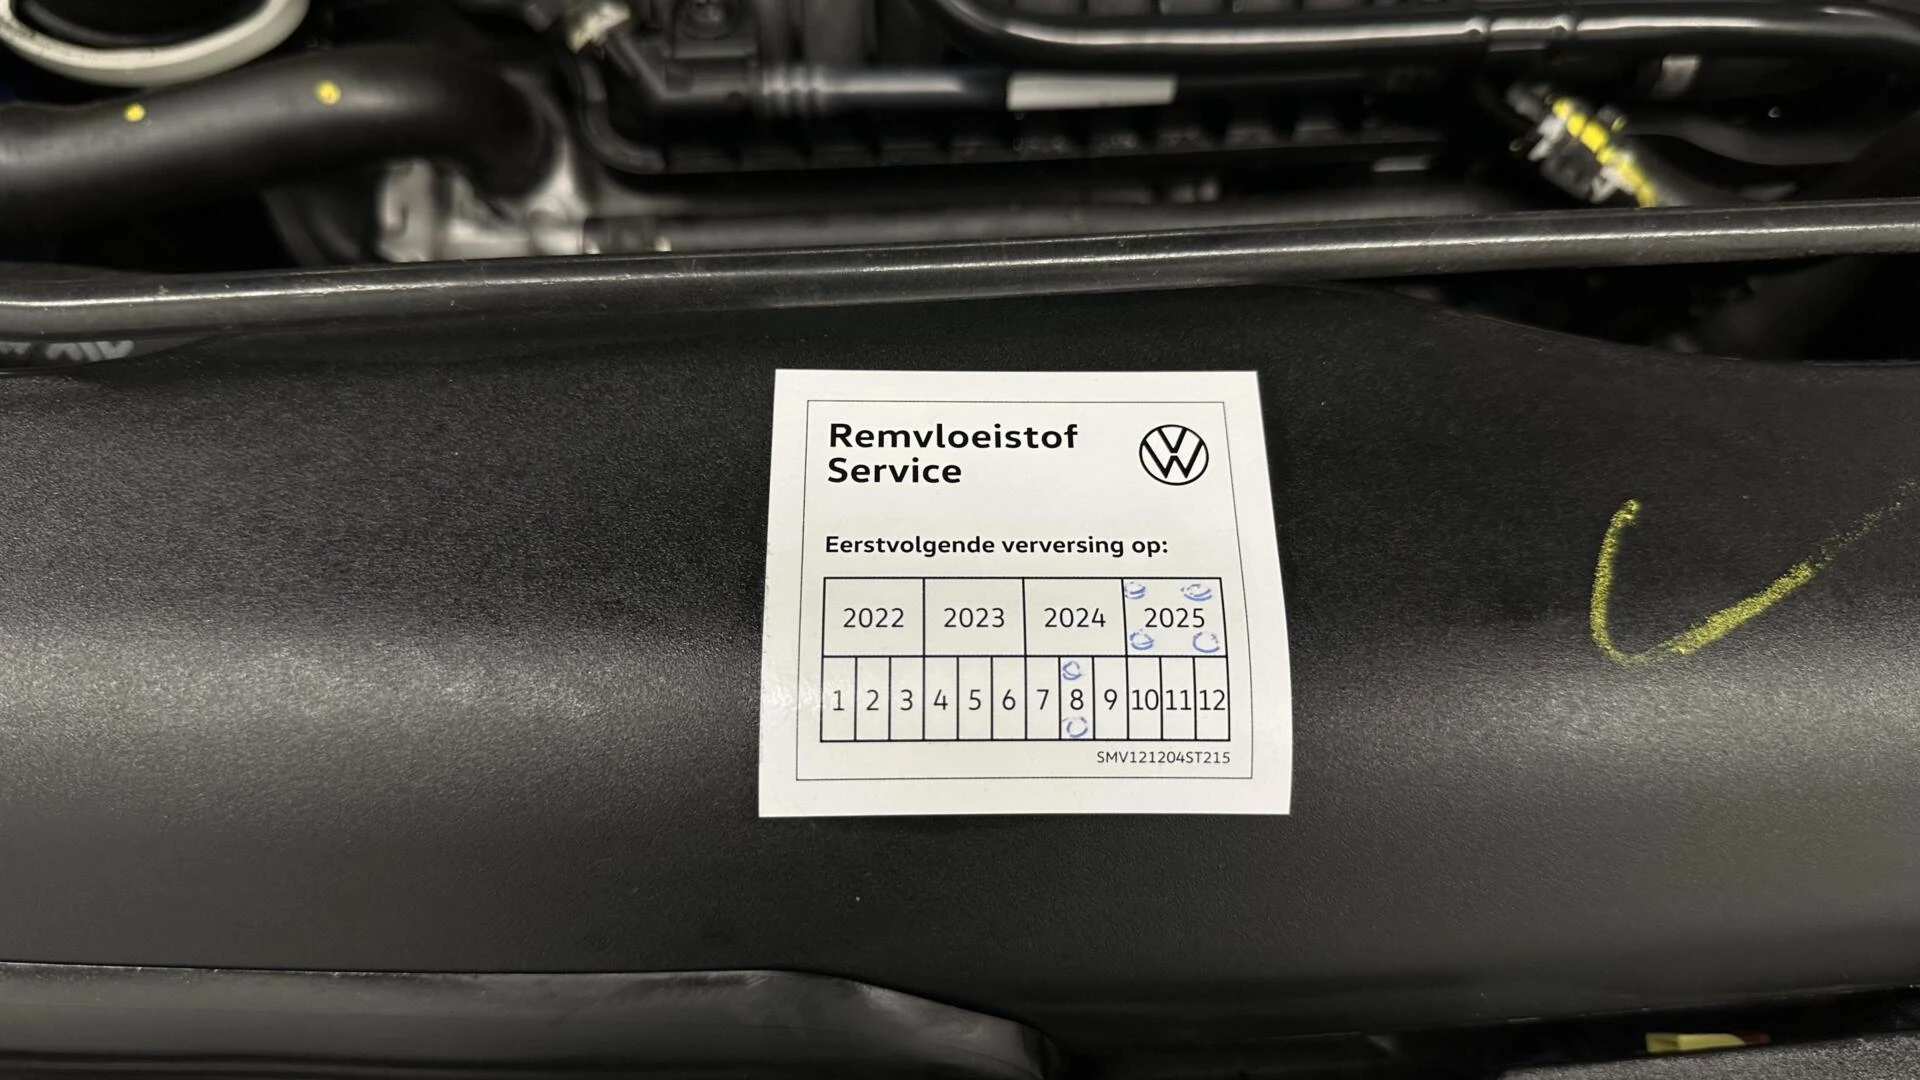 Remvloeistof
Service
Eerstvolgende verversing op:
2022 2023 2024 2025
1 2 3 4 5 6 7 8 9 10 11 12
SMV121204ST215